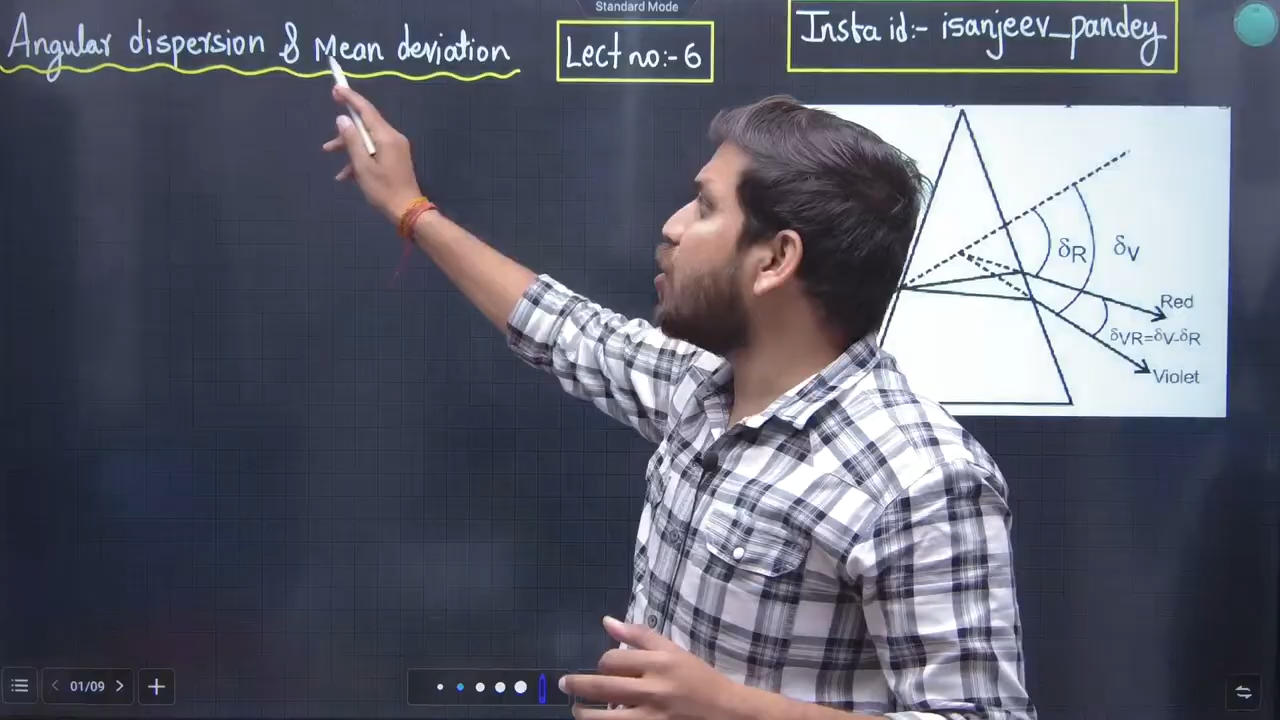 Standard Mode
Angular dispersion & Mean deviation
Lect no:- 6
Insta id:- isanjeev_pandey
δR
δV
Red
δVR=δV-δR
Violet
01/09